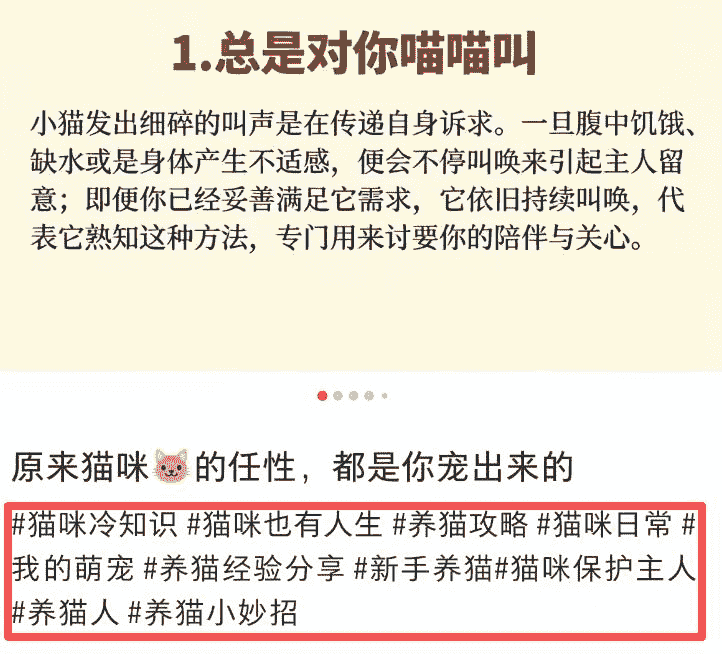 1.总是对你喵喵叫
小猫发出细碎的叫声是在传递自身诉求。一旦腹中饥饿、
缺水或是身体产生不适感，便会不停叫唤来引起主人留
意；即便你已经妥善满足它需求，它依旧持续叫唤，代
表它熟知这种方法，专门用来讨要你的陪伴与关心。
原来猫咪🐱的任性，都是你宠出来的
#猫咪冷知识 #猫咪也有人生 #养猫攻略 #猫咪日常 #
我的萌宠 #养猫经验分享 #新手养猫#猫咪保护主人
#养猫人 #养猫小妙招